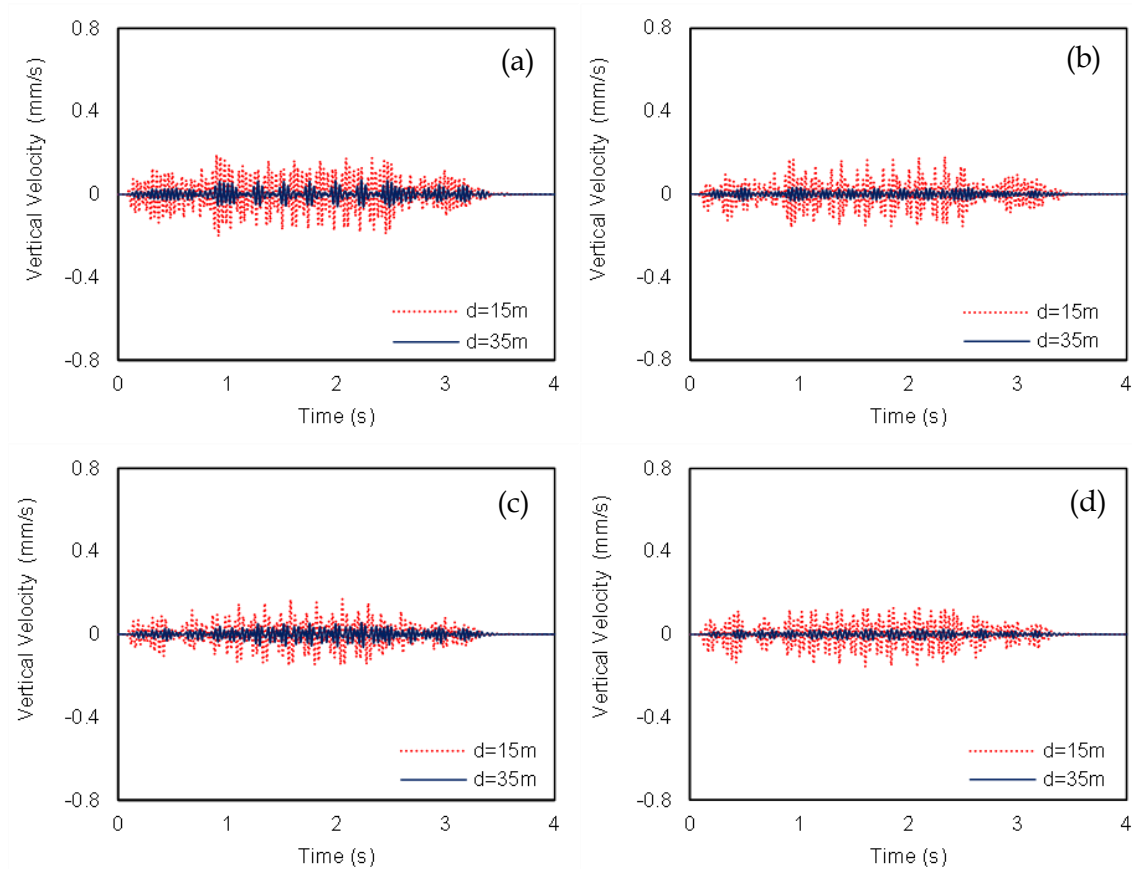 (a)
Vertical Velocity (mm/s)
0.8
0.4
0
-0.4
-0.8
d=15m
d=35m
0 1 2 3 4
Time (s)
(b)
Vertical Velocity (mm/s)
0.8
0.4
0
-0.4
-0.8
d=15m
d=35m
0 1 2 3 4
Time (s)
(c)
Vertical Velocity (mm/s)
0.8
0.4
0
-0.4
-0.8
d=15m
d=35m
0 1 2 3 4
Time (s)
(d)
Vertical Velocity (mm/s)
0.8
0.4
0
-0.4
-0.8
d=15m
d=35m
0 1 2 3 4
Time (s)